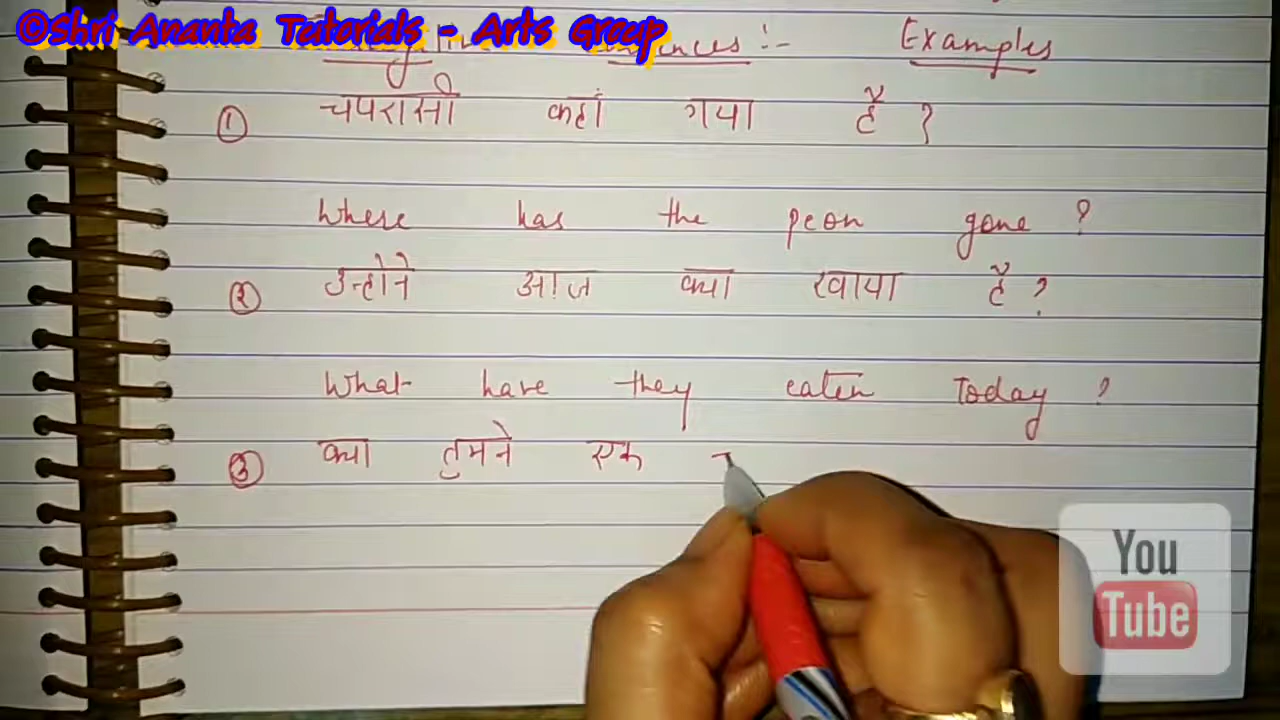 ©Shri Ananta Tutorials - Arts Group
:- Examples
① चपरासी कहां गया है ?
Where has the peon gone ?
② उन्होने आज क्या खाया है ?
What have they eaten Today ?
③ क्या तुमने एक
You
Tube